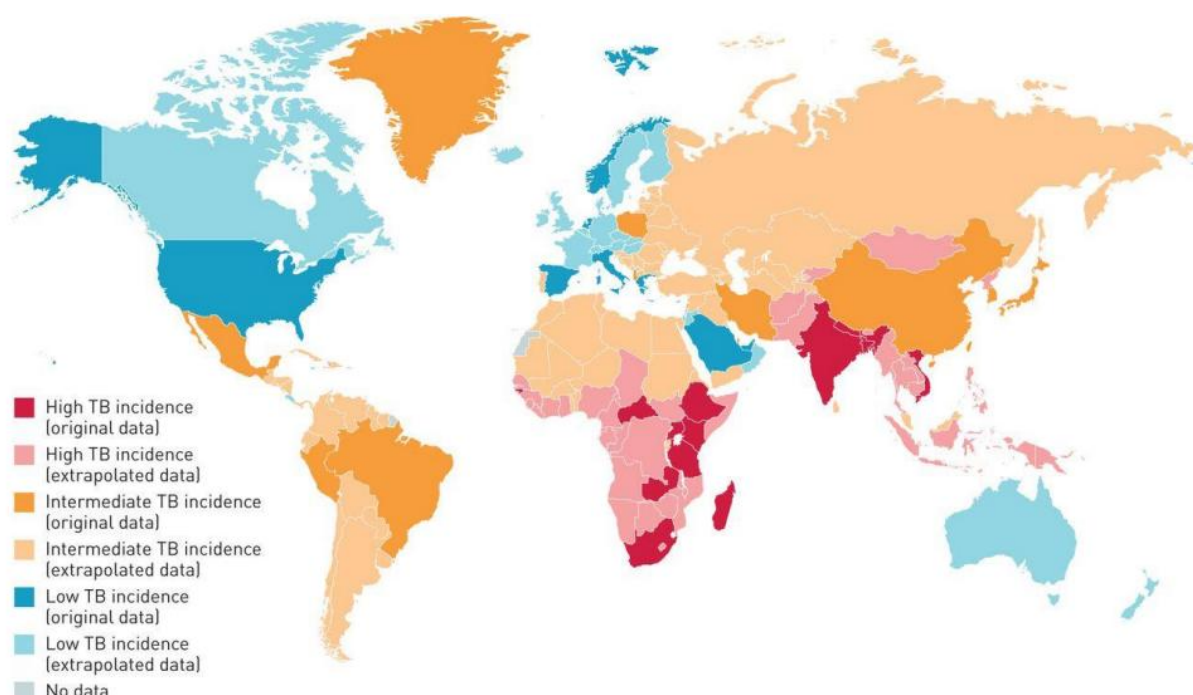 High TB incidence
(original data)
High TB incidence
(extrapolated data)
Intermediate TB incidence
(original data)
Intermediate TB incidence
(extrapolated data)
Low TB incidence
(original data)
Low TB incidence
(extrapolated data)
No data